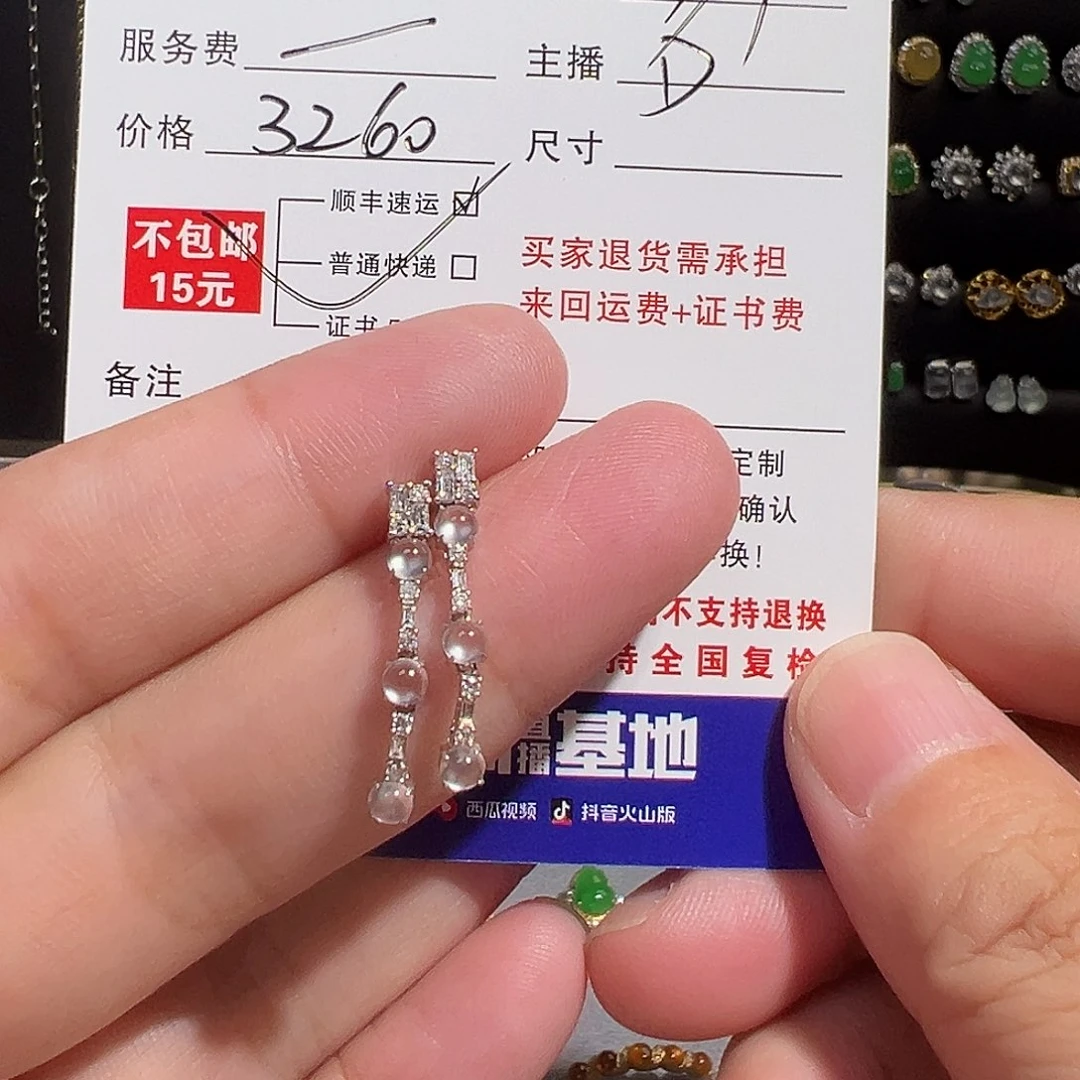 服务费 主播 D
价格 3260 尺寸
顺丰速运
不包邮 普通快递 买家退货需承担
15元 来回运费+证书费
证书
备注
定制
确认
换!
不支持退换
持全国复检
播基地
西瓜视频 抖音火山版